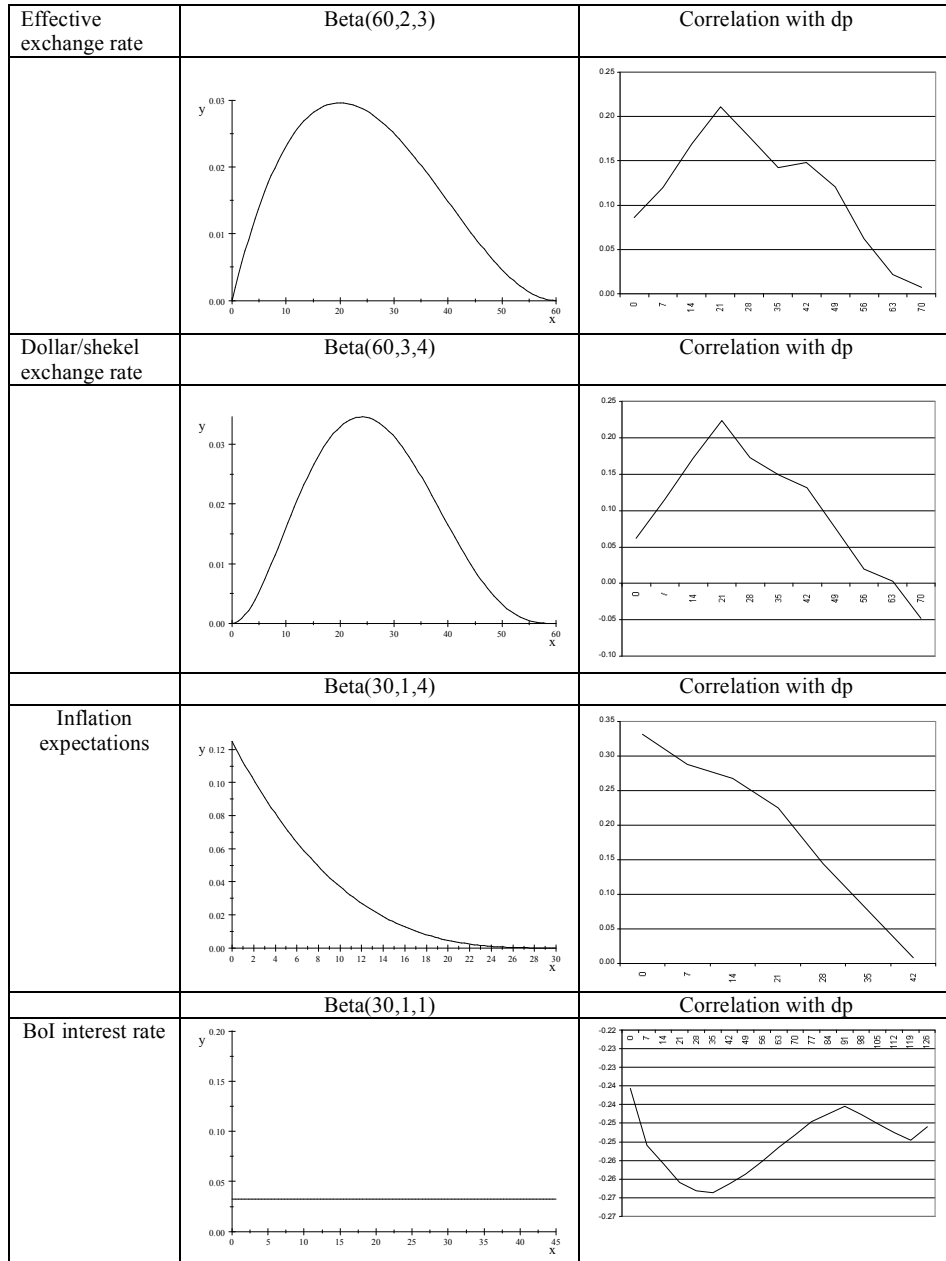 Effective
exchange rate
Beta(60,2,3)
Correlation with dp
y
0.03
0.02
0.01
0.00
0 10 20 30 40 50 60
x
0.25
0.20
0.15
0.10
0.05
0.00
0 7 14 21 28 35 42 49 56 63 70
Dollar/shekel
exchange rate
Beta(60,3,4)
Correlation with dp
y
0.03
0.02
0.01
0.00
0 10 20 30 40 50 60
x
0.25
0.20
0.15
0.10
0.05
0.00
-0.05
-0.10
0 7 14 21 28 35 42 49 56 63 70
Beta(30,1,4)
Correlation with dp
Inflation
expectations
y 0.12
0.10
0.08
0.06
0.04
0.02
0.00
0 2 4 6 8 10 12 14 16 18 20 22 24 26 28 30
x
0.35
0.30
0.25
0.20
0.15
0.10
0.05
0.00
0 7 14 21 28 35 42
Beta(30,1,1)
Correlation with dp
BoI interest rate
y
0.20
0.15
0.10
0.05
0.00
0 5 10 15 20 25 30 35 40 45
x
-0.22
-0.23
-0.23
-0.24
-0.24
-0.25
-0.25
-0.26
-0.26
-0.27
-0.27
0 7 14 21 28 35 42 49 56 63 70 77 84 91 98 105 112 119 126